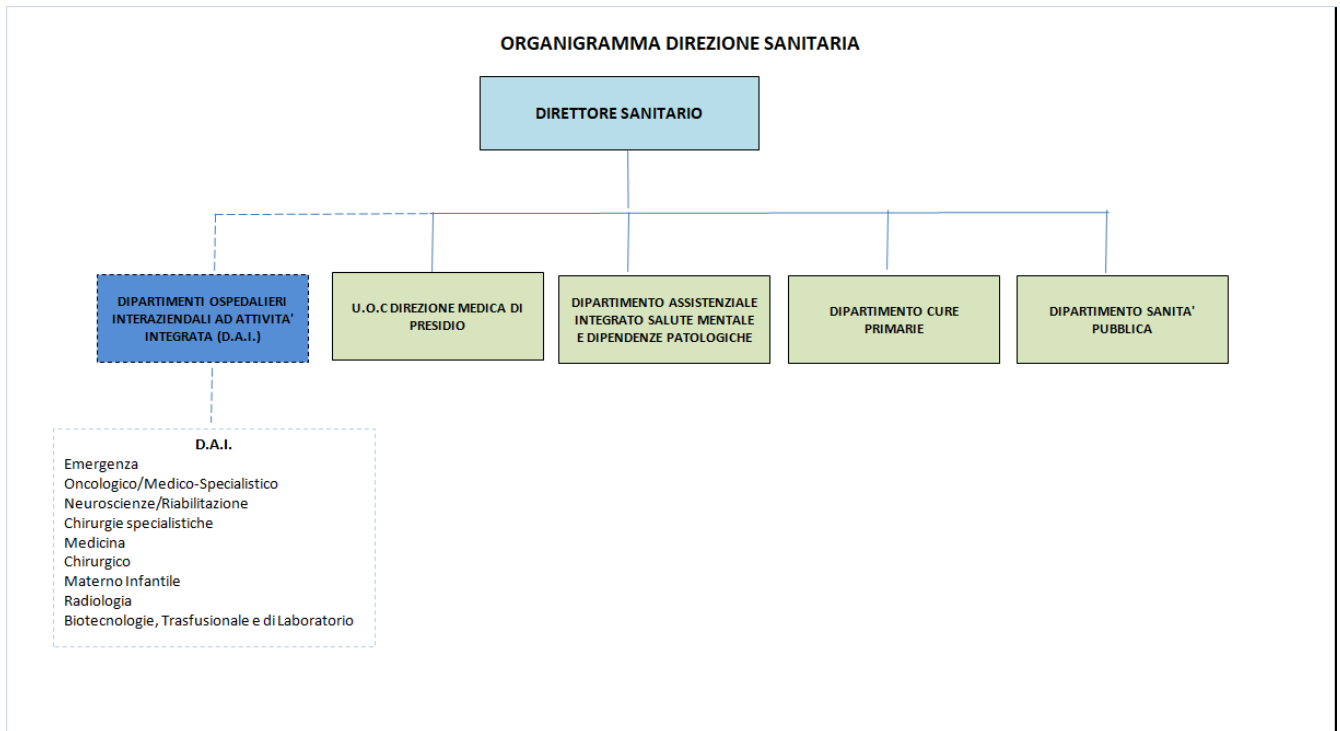 ORGANIGRAMMA DIREZIONE SANITARIA
DIRETTORE SANITARIO
DIPARTIMENTI OSPEDALIERI
INTERAZIENDALI AD ATTIVITA'
INTEGRATA (D.A.I.)
U.O.C DIREZIONE MEDICA DI
PRESIDIO
DIPARTIMENTO ASSISTENZIALE
INTEGRATO SALUTE MENTALE
E DIPENDENZE PATOLOGICHE
DIPARTIMENTO CURE
PRIMARIE
DIPARTIMENTO SANITA'
PUBBLICA
D.A.I.
Emergenza
Oncologico/Medico-Specialistico
Neuroscienze/Riabilitazione
Chirurgie specialistiche
Medicina
Chirurgico
Materno Infantile
Radiologia
Biotecnologie, Trasfusionale e di Laboratorio